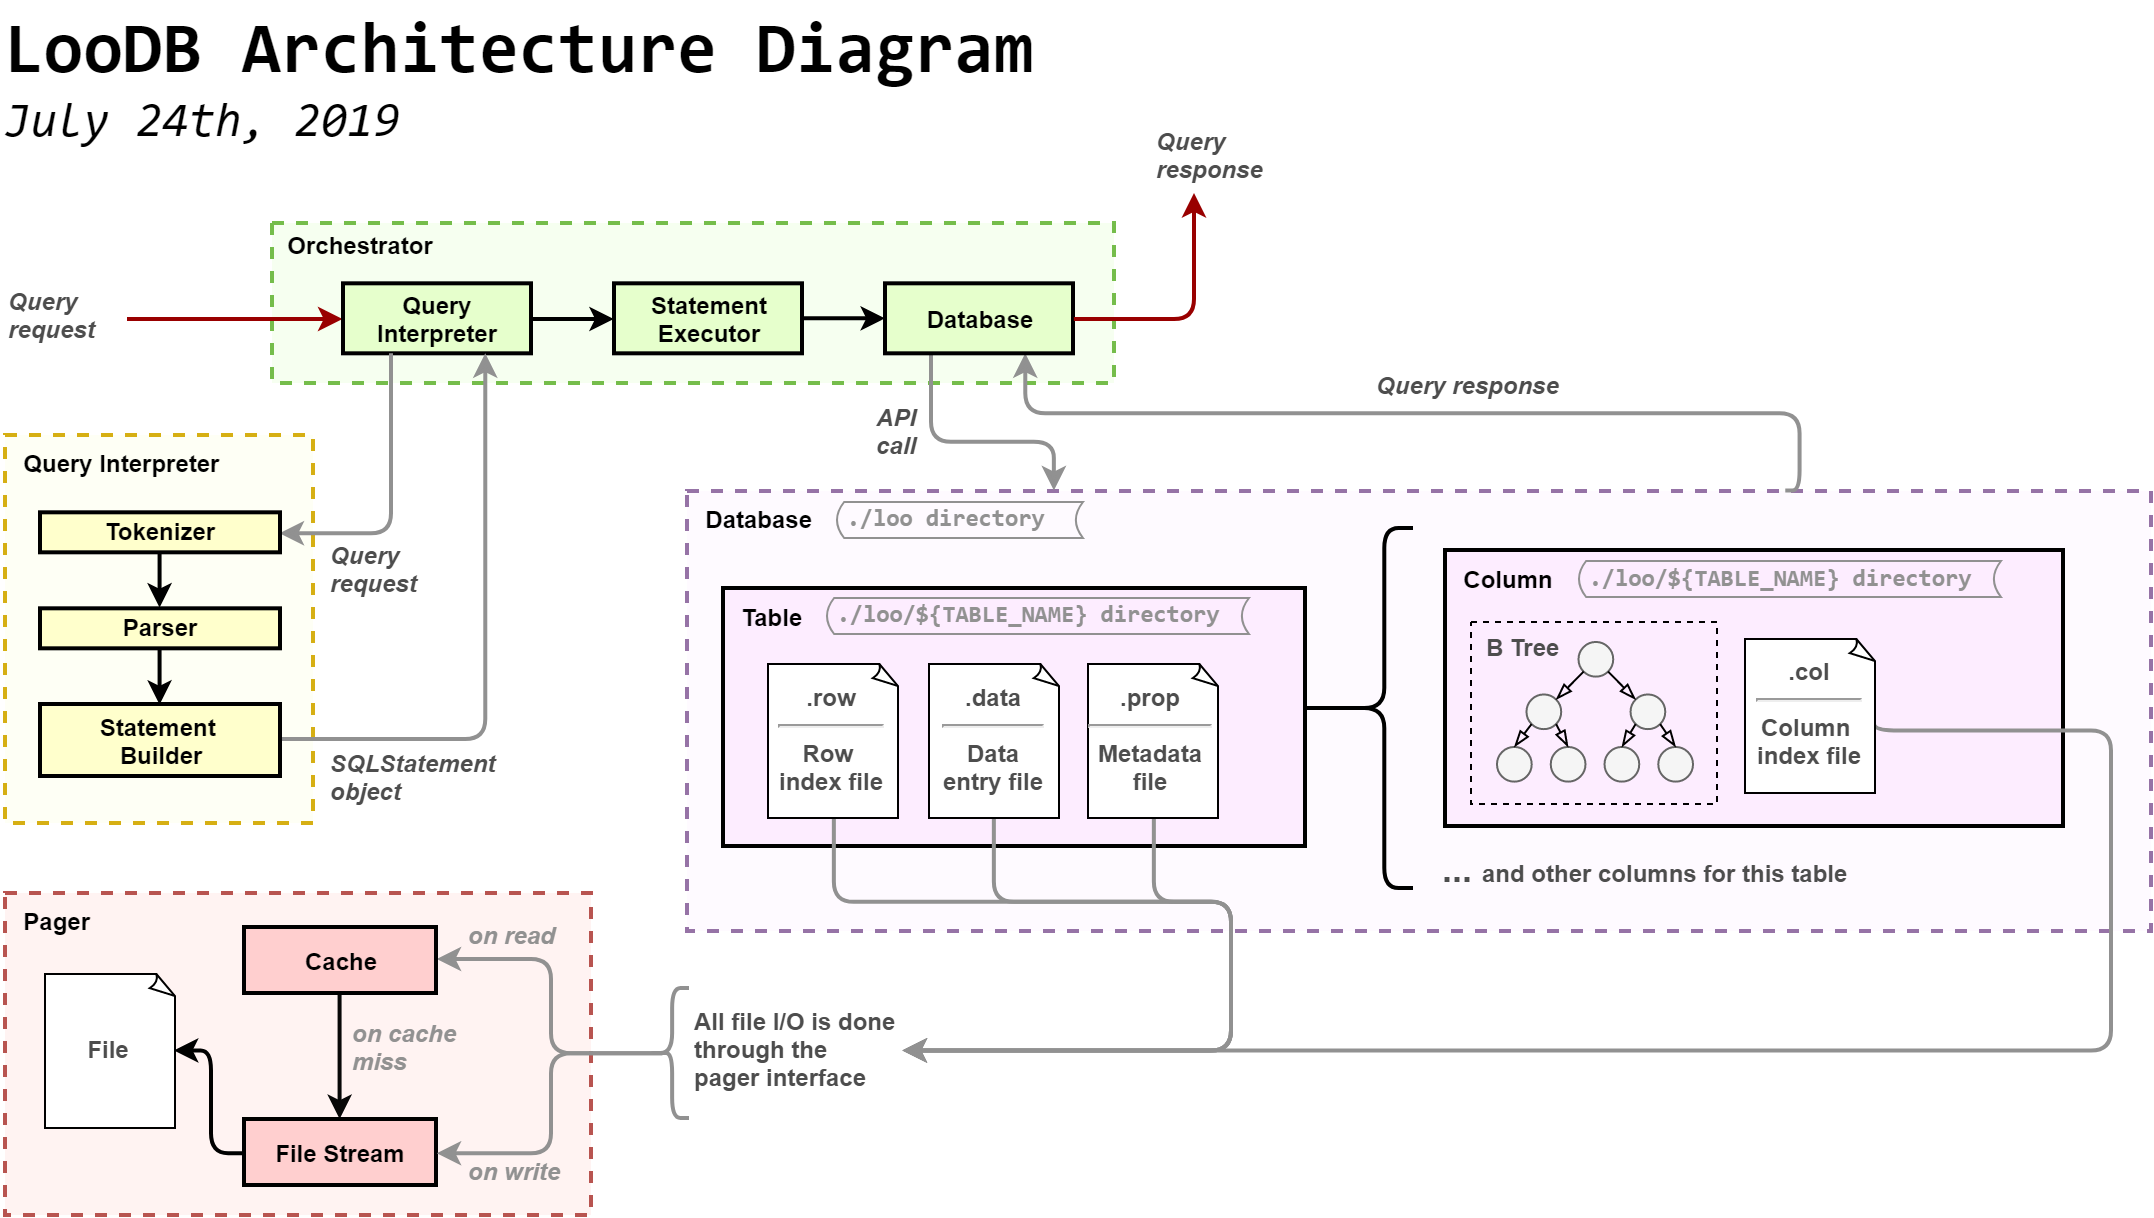 LooDB Architecture Diagram
July 24th, 2019
Query
response
Orchestrator
Query
request
Query
Interpreter
Statement
Executor
Database
API
call
Query response
Query Interpreter
Tokenizer
Parser
Statement
Builder
Query
request
SQLStatement
object
Database
./loo directory
Table
./loo/${TABLE_NAME} directory
.row
Row
index file
.data
Data
entry file
.prop
Metadata
file
Column
./loo/${TABLE_NAME} directory
B Tree
.col
Column
index file
... and other columns for this table
Pager
Cache
on read
File
on cache
miss
File Stream
on write
All file I/O is done
through the
pager interface